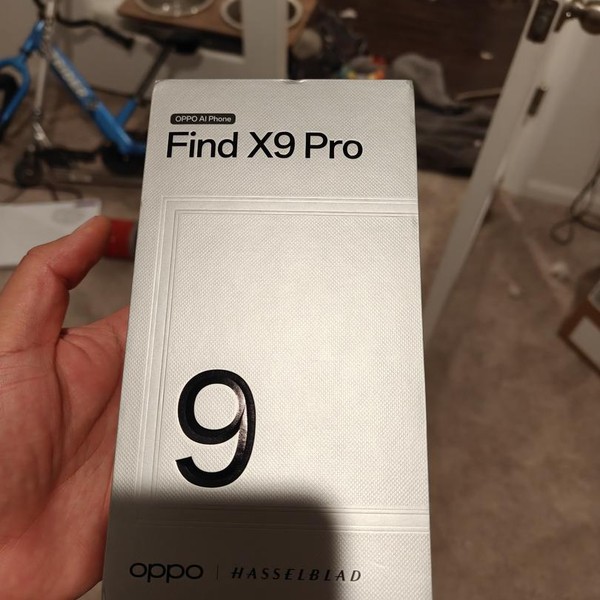 OPPO AI Phone
Find X9 Pro
9
oppo | HASSELBLAD